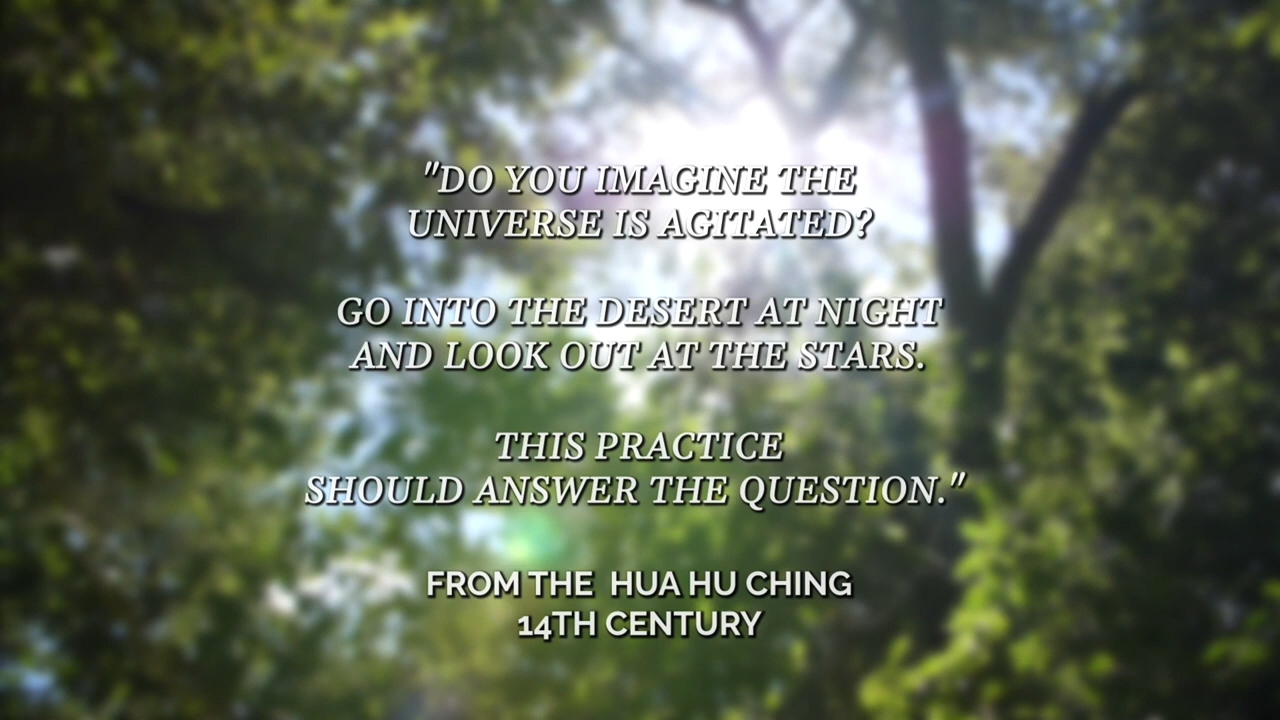 "DO YOU IMAGINE THE
UNIVERSE IS AGITATED?
GO INTO THE DESERT AT NIGHT
AND LOOK OUT AT THE STARS.
THIS PRACTICE
SHOULD ANSWER THE QUESTION."
FROM THE HUA HU CHING
14TH CENTURY